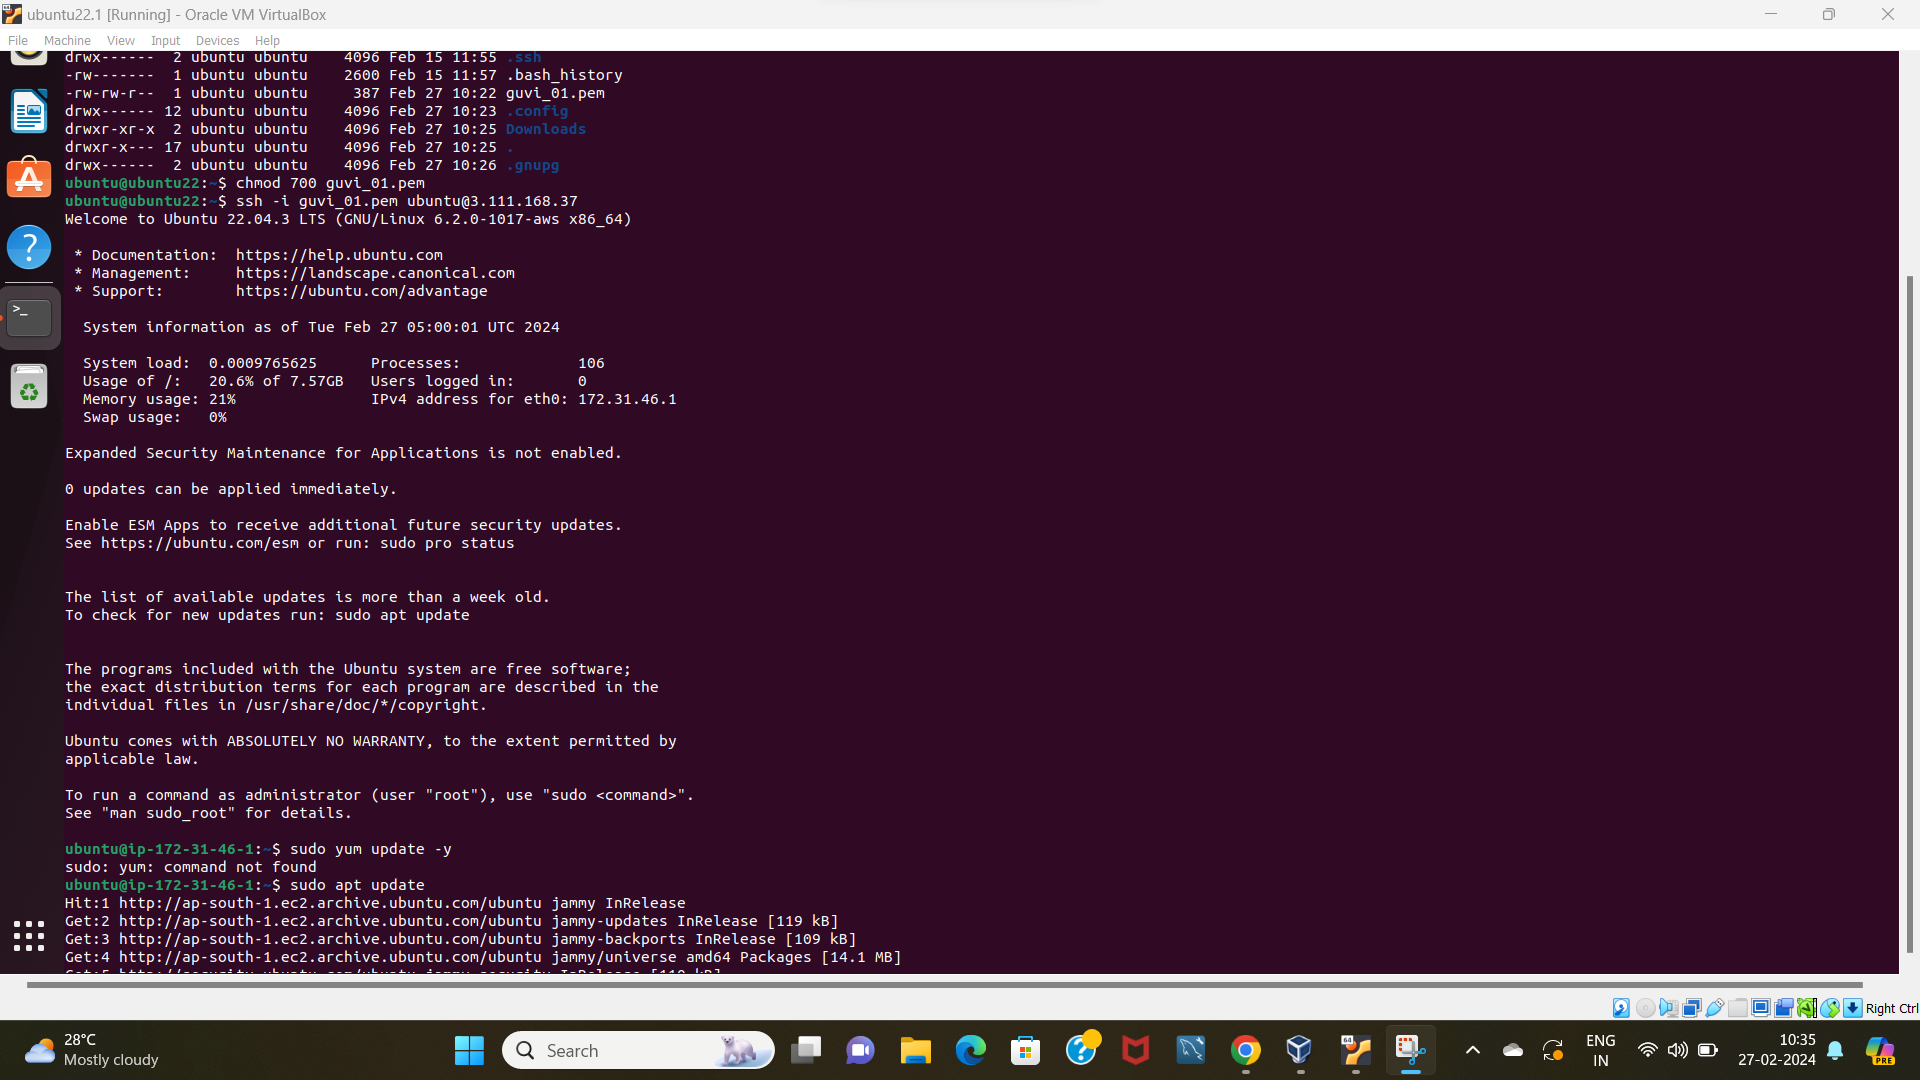 ubuntu22.1 [Running] - Oracle VM VirtualBox
File Machine View Input Devices Help
drwx------ 2 ubuntu ubuntu 4096 Feb 15 11:55 .ssh
-rw------- 1 ubuntu ubuntu 2600 Feb 15 11:57 .bash_history
-rw-rw-r-- 1 ubuntu ubuntu 387 Feb 27 10:22 guvi_01.pem
drwx------ 12 ubuntu ubuntu 4096 Feb 27 10:23 .config
drwxr-xr-x 2 ubuntu ubuntu 4096 Feb 27 10:25 Downloads
drwxr-x--- 17 ubuntu ubuntu 4096 Feb 27 10:25 .
drwx------ 2 ubuntu ubuntu 4096 Feb 27 10:26 .gnupg
ubuntu@ubuntu22:~$ chmod 700 guvi_01.pem
ubuntu@ubuntu22:~$ ssh -i guvi_01.pem ubuntu@3.111.168.37
Welcome to Ubuntu 22.04.3 LTS (GNU/Linux 6.2.0-1017-aws x86_64)
* Documentation: https://help.ubuntu.com
* Management: https://landscape.canonical.com
* Support: https://ubuntu.com/advantage
System information as of Tue Feb 27 05:00:01 UTC 2024
System load: 0.0009765625 Processes: 106
Usage of /: 20.6% of 7.57GB Users logged in: 0
Memory usage: 21% IPv4 address for eth0: 172.31.46.1
Swap usage: 0%
Expanded Security Maintenance for Applications is not enabled.
0 updates can be applied immediately.
Enable ESM Apps to receive additional future security updates.
See https://ubuntu.com/esm or run: sudo pro status
The list of available updates is more than a week old.
To check for new updates run: sudo apt update
The programs included with the Ubuntu system are free software;
the exact distribution terms for each program are described in the
individual files in /usr/share/doc/*/copyright.
Ubuntu comes with ABSOLUTELY NO WARRANTY, to the extent permitted by
applicable law.
To run a command as administrator (user "root"), use "sudo <command>".
See "man sudo_root" for details.
ubuntu@ip-172-31-46-1:~$ sudo yum update -y
sudo: yum: command not found
ubuntu@ip-172-31-46-1:~$ sudo apt update
Hit:1 http://ap-south-1.ec2.archive.ubuntu.com/ubuntu jammy InRelease
Get:2 http://ap-south-1.ec2.archive.ubuntu.com/ubuntu jammy-updates InRelease [119 kB]
Get:3 http://ap-south-1.ec2.archive.ubuntu.com/ubuntu jammy-backports InRelease [109 kB]
Get:4 http://ap-south-1.ec2.archive.ubuntu.com/ubuntu jammy/universe amd64 Packages [14.1 MB]
Get:5 http://security.ubuntu.com/ubuntu jammy-security InRelease [110 kB]
Right Ctrl
28°C
Mostly cloudy
Search
ENG
IN
10:35
27-02-2024
PRE